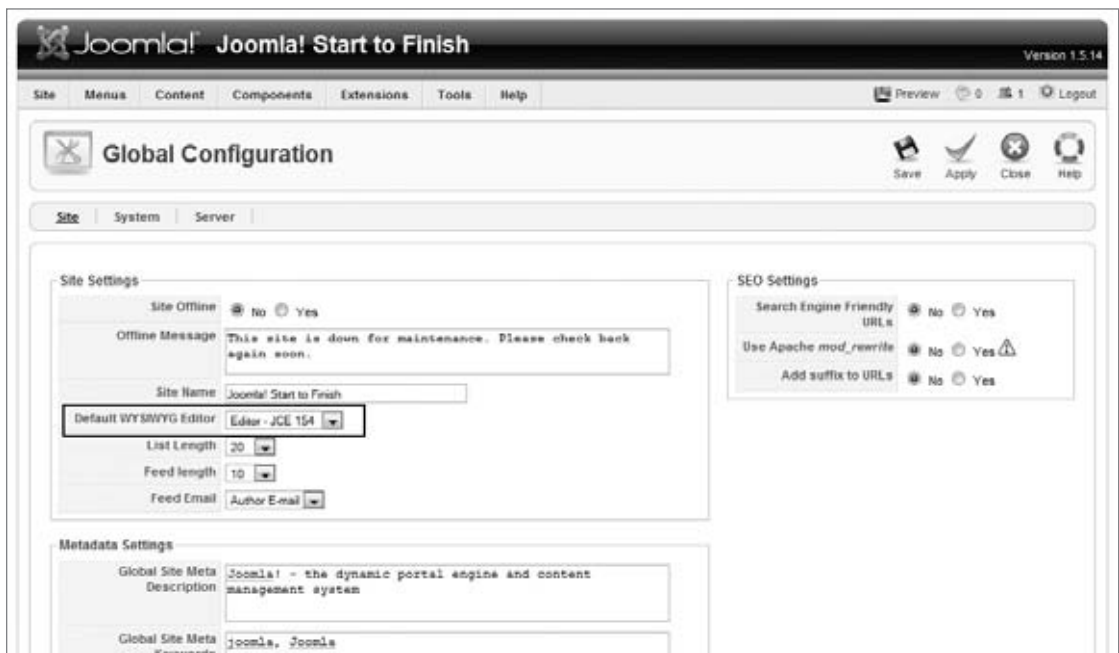 Joomla! Joomla! Start to Finish
Version 1.5.14
Site Menus Content Components Extensions Tools Help Preview 0 1 Logout
Global Configuration
Save Apply Close Help
Site System Server
Site Settings
Site Offline No Yes
Offline Message This site is down for maintenance. Please check back
again soon.
Site Name Joomla! Start to Finish
Default WYSIWYG Editor Editor - JCE 154
List Length 20
Feed length 10
Feed Email Author E-mail
SEO Settings
Search Engine Friendly
URLs No Yes
Use Apache mod_rewrite No Yes
Add suffix to URLs No Yes
Metadata Settings
Global Site Meta
Description Joomla! - the dynamic portal engine and content
management system
Global Site Meta
Keywords joomla, Joomla